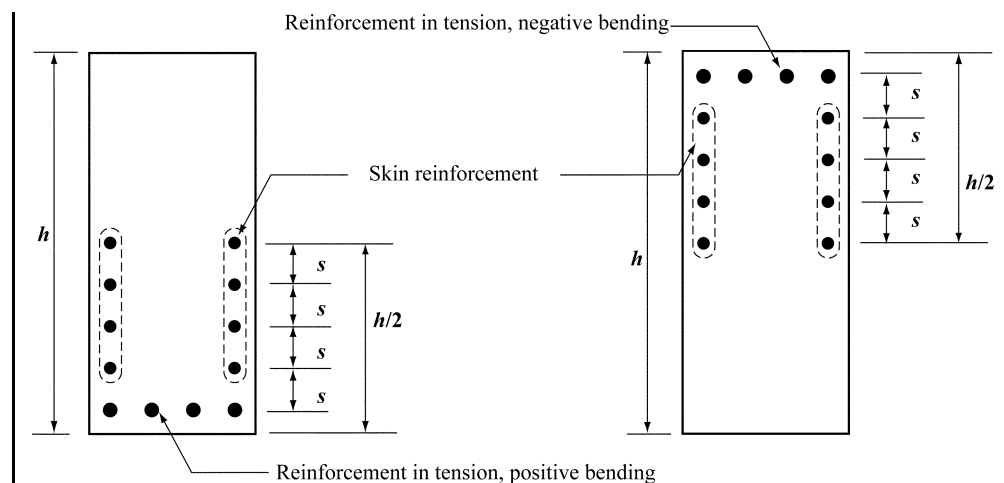 Reinforcement in tension, negative bending
s
s
Skin reinforcement
s
h/2
s
h
h
s
s
h/2
s
s
Reinforcement in tension, positive bending